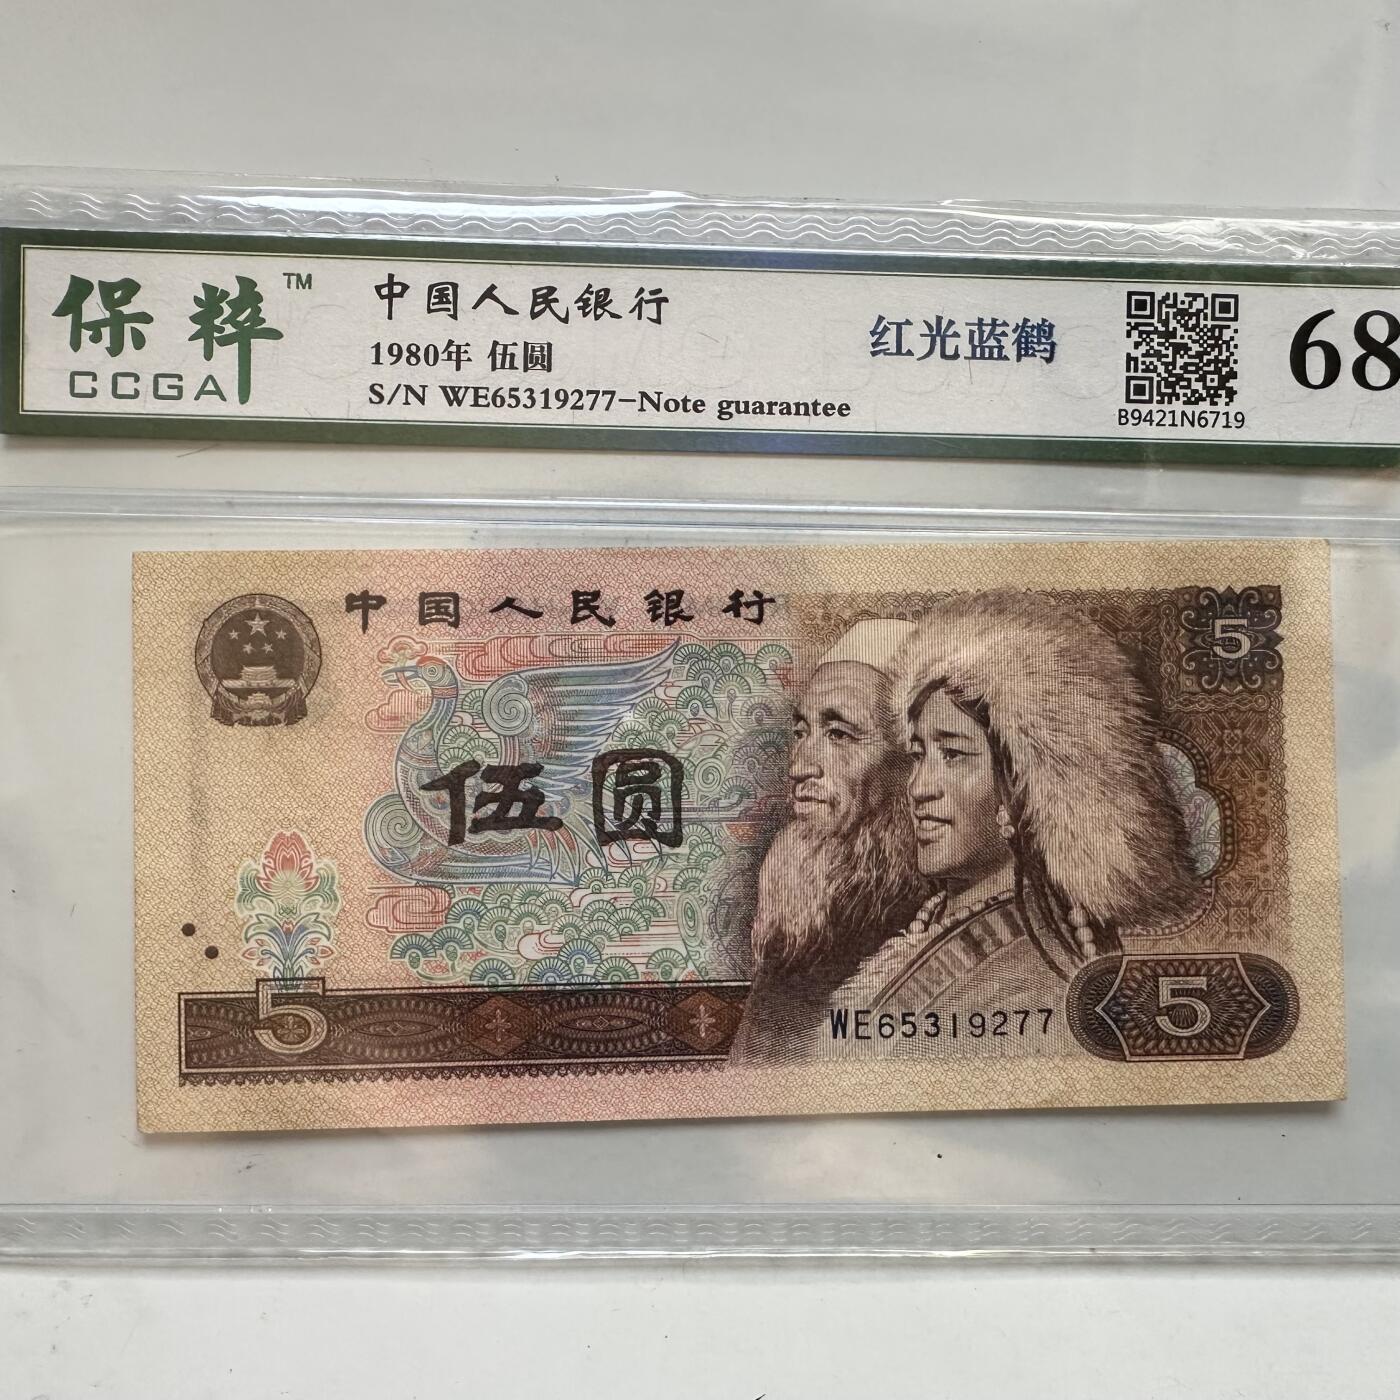 保粹™
CCGA
中国人民银行
1980年 伍圆
S/N WE65319277-Note guarantee
红光蓝鹤
B9421N6719
68
中国人民银行
5
伍圆
5
WE65319277
5